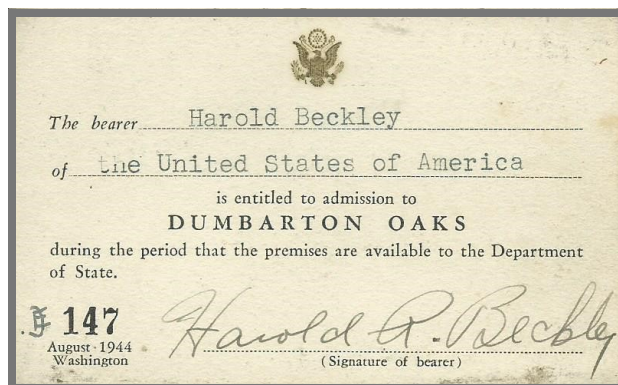 The bearer Harold Beckley
of the United States of America
is entitled to admission to
DUMBARTON OAKS
during the period that the premises are available to the Department
of State.
147
August 1944
Washington
Harold R. Beckley
(Signature of bearer)